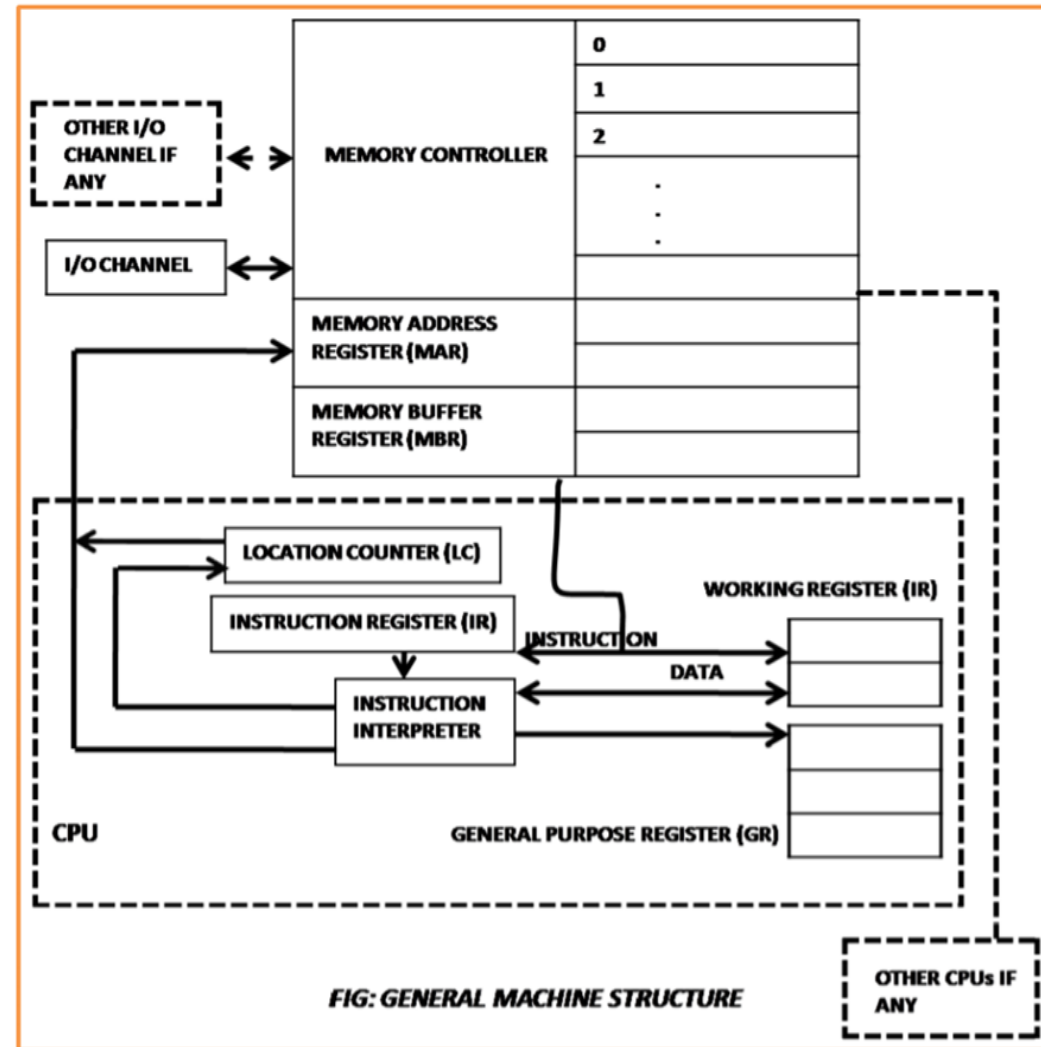 0
1
2
.
.
.
OTHER I/O
CHANNEL IF
ANY
MEMORY CONTROLLER
I/O CHANNEL
MEMORY ADDRESS
REGISTER (MAR)
MEMORY BUFFER
REGISTER (MBR)
LOCATION COUNTER (LC)
WORKING REGISTER (IR)
INSTRUCTION REGISTER (IR)
INSTRUCTION
DATA
INSTRUCTION
INTERPRETER
CPU
GENERAL PURPOSE REGISTER (GR)
OTHER CPUs IF
ANY
FIG: GENERAL MACHINE STRUCTURE